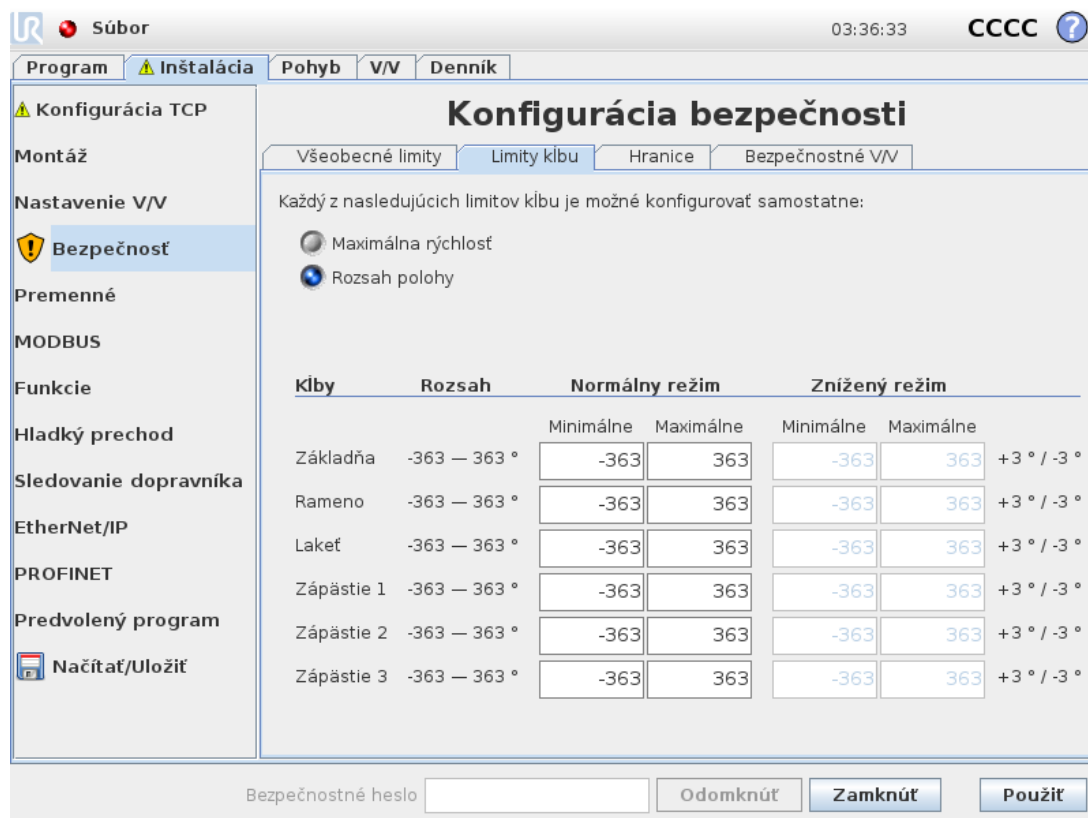 UR Súbor 03:36:33 CCCC ?
Program Inštalácia Pohyb V/V Denník
Konfigurácia TCP
Montáž
Nastavenie V/V
Bezpečnosť
Premenné
MODBUS
Funkcie
Hladký prechod
Sledovanie dopravníka
EtherNet/IP
PROFINET
Predvolený program
Načítať/Uložiť
Konfigurácia bezpečnosti
Všeobecné limity Limity kĺbu Hranice Bezpečnostné V/V
Každý z nasledujúcich limitov kĺbu je možné konfigurovať samostatne:
Maximálna rýchlosť
Rozsah polohy
Kĺby Rozsah Normálny režim Znížený režim
Minimálne Maximálne Minimálne Maximálne
Základňa -363 — 363 ° -363 363 -363 363 +3 ° / -3 °
Rameno -363 — 363 ° -363 363 -363 363 +3 ° / -3 °
Lakeť -363 — 363 ° -363 363 -363 363 +3 ° / -3 °
Zápästie 1 -363 — 363 ° -363 363 -363 363 +3 ° / -3 °
Zápästie 2 -363 — 363 ° -363 363 -363 363 +3 ° / -3 °
Zápästie 3 -363 — 363 ° -363 363 -363 363 +3 ° / -3 °
Bezpečnostné heslo Odomknúť Zamknúť Použiť